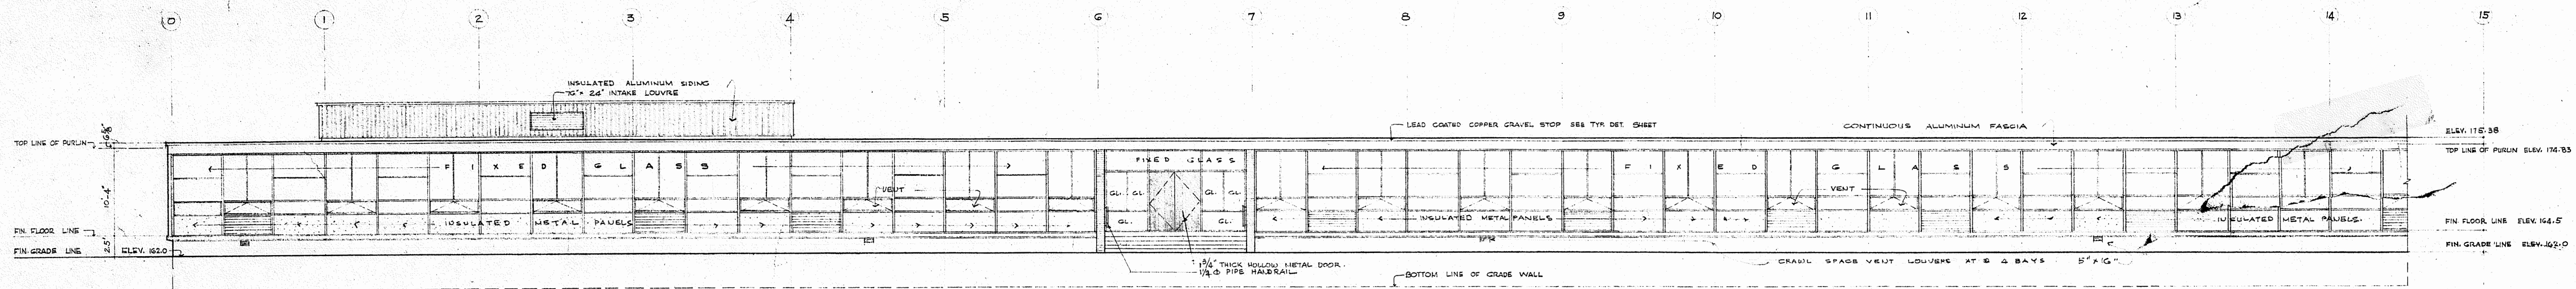 0 1 2 3 4 5 6 7 8 9 10 11 12 13 14 15
INSULATED ALUMINUM SIDING
24" INTAKE LOUVRE
LEAD COATED COPPER GRAVEL STOP SEE TYP. DET. SHEET
CONTINUOUS ALUMINUM FASCIA
ELEV. 175.38
TOP LINE OF PURLIN
TOP LINE OF PURLIN ELEV. 174.83
FIXED GLASS
FIXED GLASS
FIXED GLASS
10'-4"
VENT
GL. GL. GL. GL.
VENT
INSULATED METAL PANELS
GL. GL.
INSULATED METAL PANELS
INSULATED METAL PANELS.
FIN. FLOOR LINE
FIN. FLOOR LINE ELEV. 164.5
2.5'
FIN. GRADE LINE ELEV. 162.0
FIN. GRADE LINE ELEV. 162.0
1 3/4" THICK HOLLOW METAL DOOR.
1 1/4" Φ PIPE HANDRAIL
CRAWL SPACE VENT LOUVERS AT 4 BAYS
BOTTOM LINE OF GRADE WALL